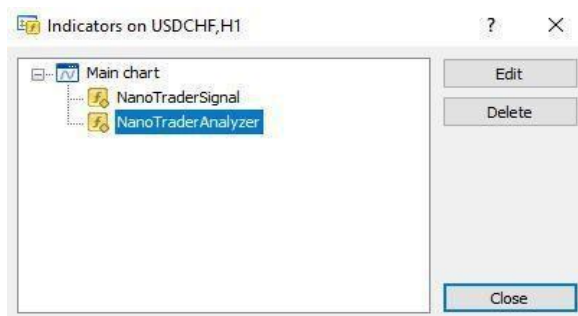 Indicators on USDCHF,H1
?
Main chart
NanoTraderSignal
NanoTraderAnalyzer
Edit
Delete
Close